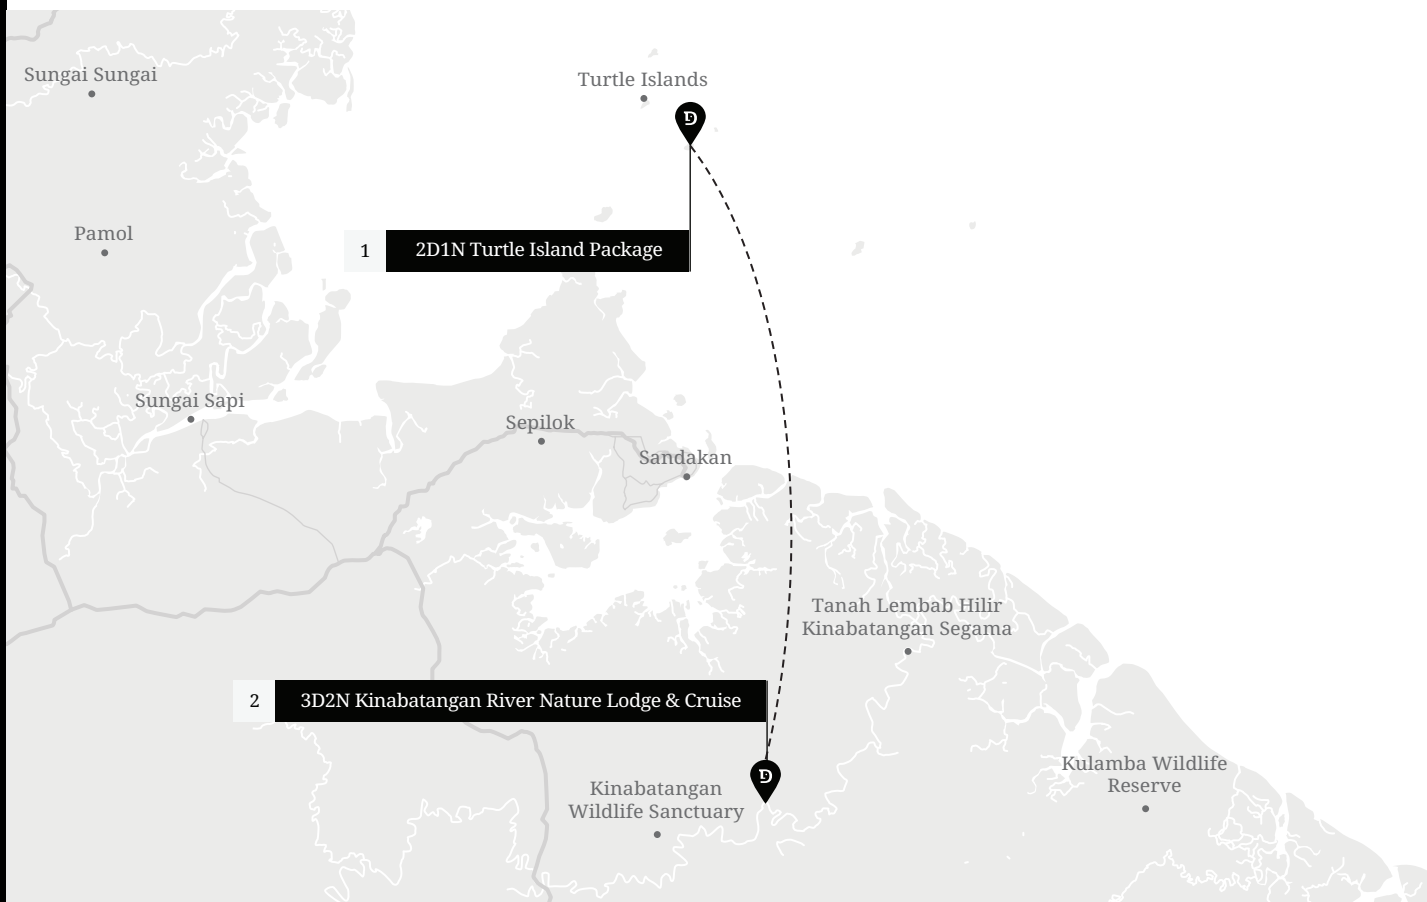 Sungai Sungai
Turtle Islands
D
Pamol
1
2D1N Turtle Island Package
Sungai Sapi
Sepilok
Sandakan
Tanah Lembab Hilir
Kinabatangan Segama
2
3D2N Kinabatangan River Nature Lodge & Cruise
D
Kulamba Wildlife
Reserve
Kinabatangan
Wildlife Sanctuary